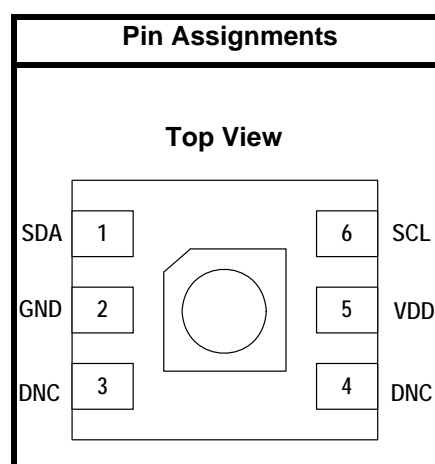 Pin Assignments
Top View
SDA 1 6 SCL
GND 2 5 VDD
DNC 3 4 DNC